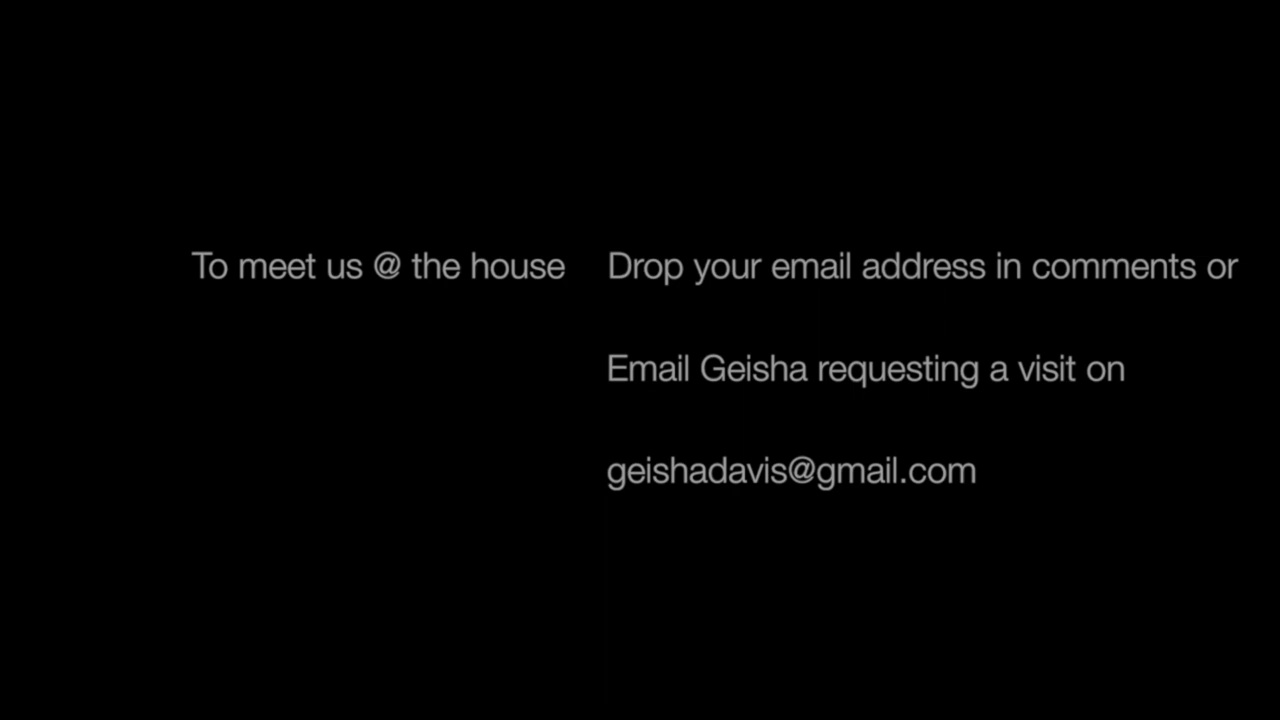 To meet us @ the house Drop your email address in comments or
Email Geisha requesting a visit on
geishadavis@gmail.com